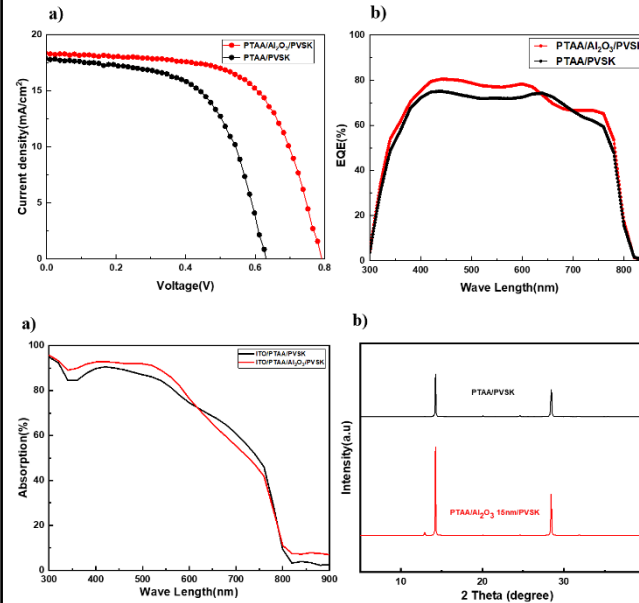 a)
20
15
10
5
0
Current density(mA/cm²)
PTAA/Al₂O₃/PVSK
PTAA/PVSK
0.0 0.2 0.4 0.6 0.8
Voltage(V)
b)
100
80
60
40
20
0
EQE(%)
PTAA/Al₂O₃/PVSK
PTAA/PVSK
300 400 500 600 700 800
Wave Length(nm)
a)
100
80
60
40
20
0
Absorption(%)
ITO/PTAA/PVSK
ITO/PTAA/Al₂O₃/PVSK
300 400 500 600 700 800 900
Wave Length(nm)
b)
Intensity(a.u)
PTAA/PVSK
PTAA/Al₂O₃ 15nm/PVSK
10 20 30
2 Theta (degree)